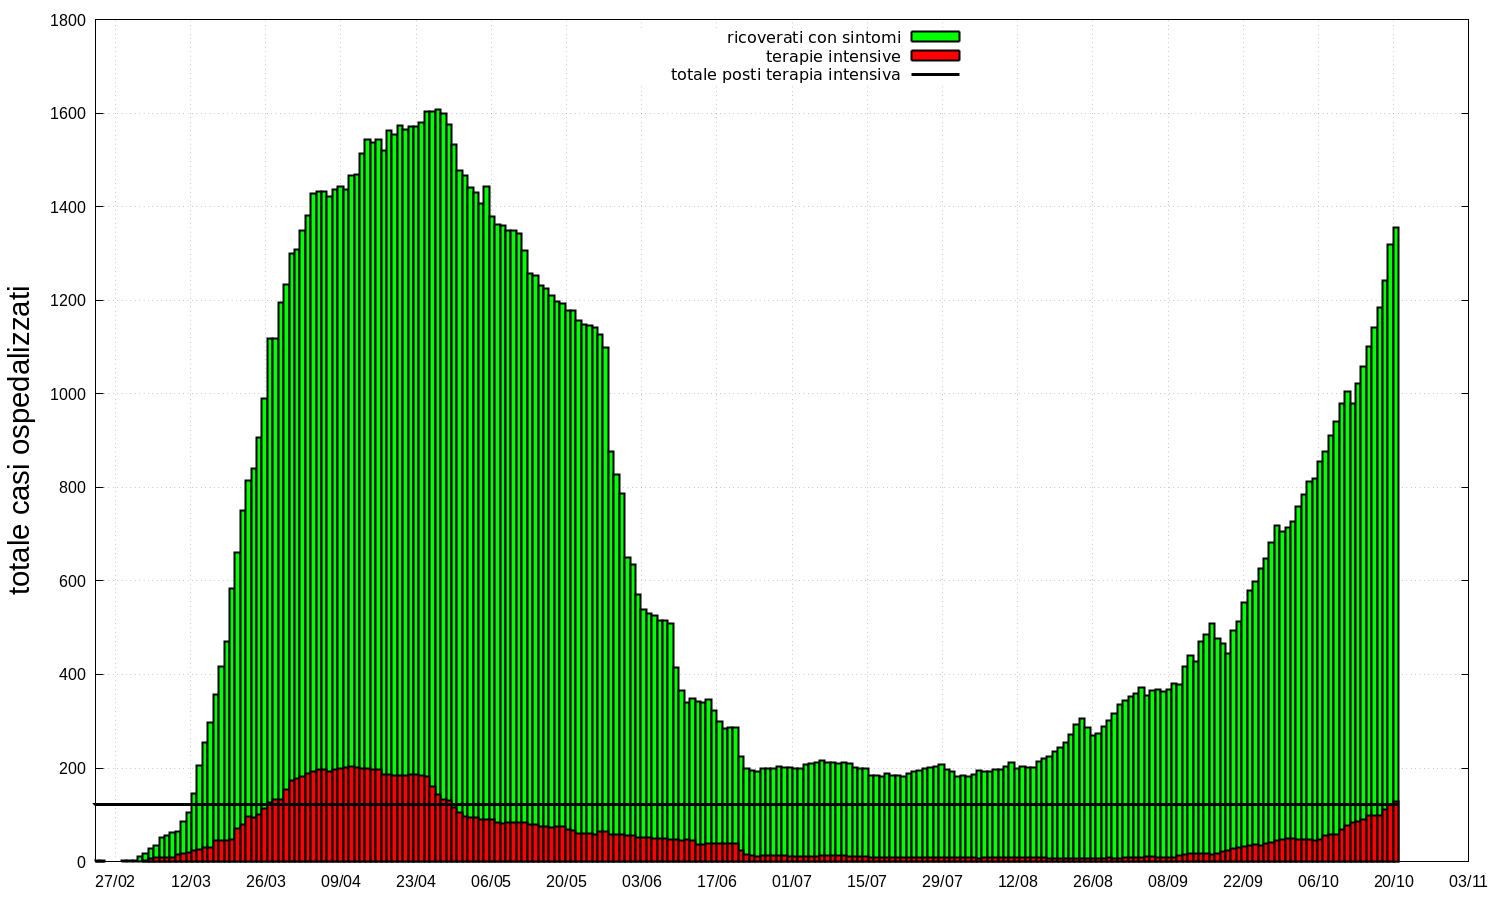 ricoverati con sintomi
terapie intensive
totale posti terapia intensiva
totale casi ospedalizzati
1800
1600
1400
1200
1000
800
600
400
200
0
27/02 12/03 26/03 09/04 23/04 06/05 20/05 03/06 17/06 01/07 15/07 29/07 12/08 26/08 08/09 22/09 06/10 20/10 03/11